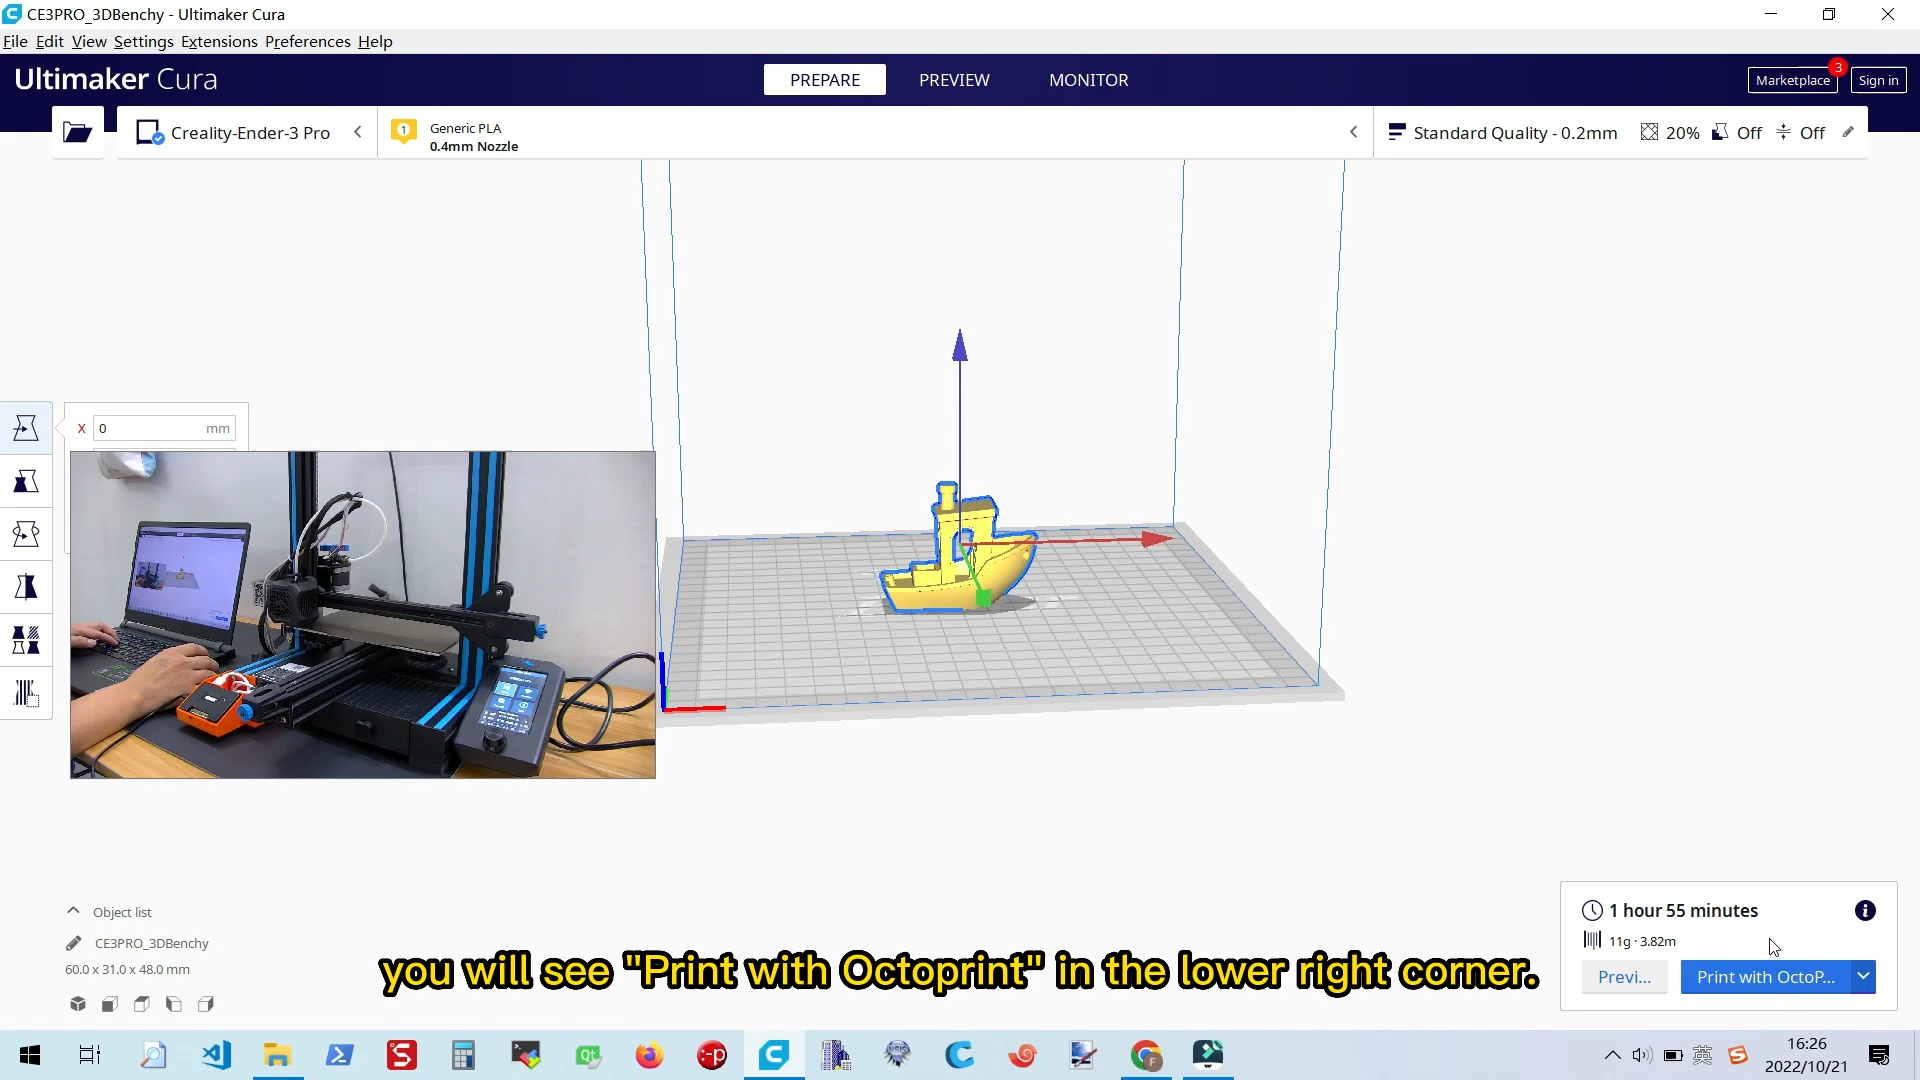 CE3PRO_3DBenchy - Ultimaker Cura
File Edit View Settings Extensions Preferences Help
Ultimaker Cura
PREPARE
PREVIEW
MONITOR
Marketplace
3
Sign in
Creality-Ender-3 Pro
1
Generic PLA
0.4mm Nozzle
Standard Quality - 0.2mm
20%
Off
Off
X 0 mm
Object list
CE3PRO_3DBenchy
60.0 x 31.0 x 48.0 mm
1 hour 55 minutes
11g · 3.82m
Previ...
Print with OctoP...
you will see "Print with Octoprint" in the lower right corner.
英
16:26
2022/10/21